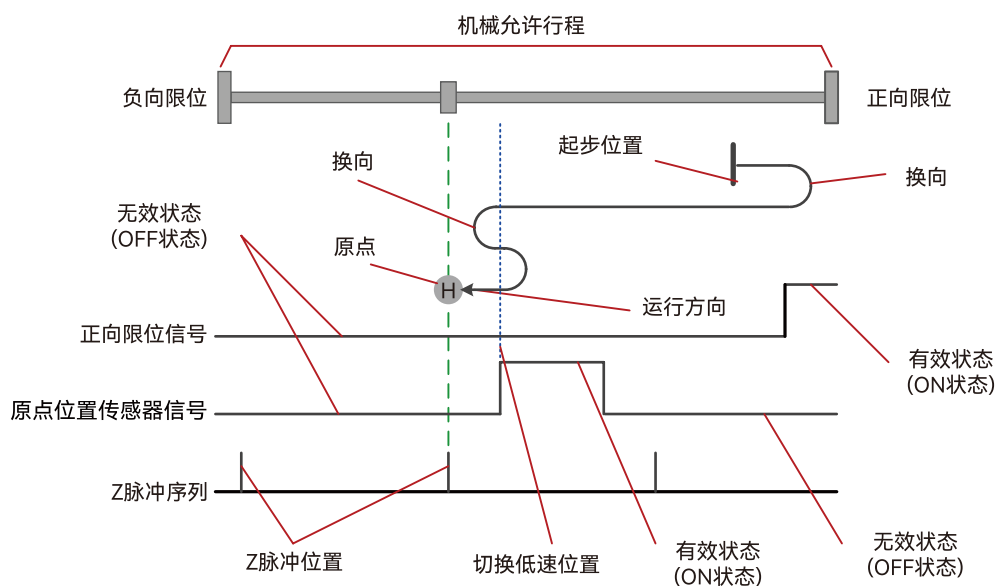 机械允许行程
负向限位
正向限位
起步位置
换向
换向
无效状态
(OFF状态)
原点
H
运行方向
正向限位信号
有效状态
(ON状态)
原点位置传感器信号
Z脉冲序列
Z脉冲位置
切换低速位置
有效状态
(ON状态)
无效状态
(OFF状态)